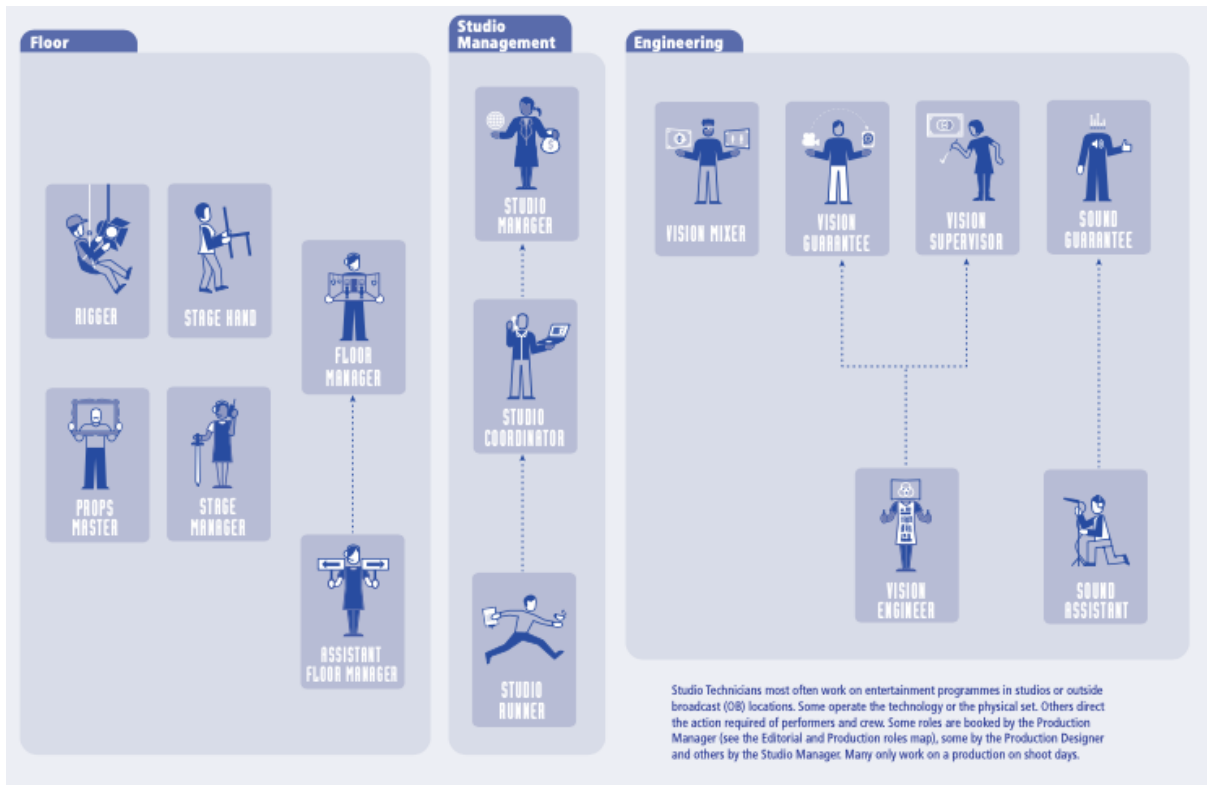 Floor
RIGGER
STAGE HAND
PROPS
MASTER
STAGE
MANAGER
FLOOR
MANAGER
ASSISTANT
FLOOR MANAGER
Studio
Management
$
STUDIO
MANAGER
STUDIO
COORDINATOR
STUDIO
RUNNER
Engineering
VISION MIXER
VISION
GUARANTEE
VISION
SUPERVISOR
SOUND
GUARANTEE
VISION
ENGINEER
SOUND
ASSISTANT
Studio Technicians most often work on entertainment programmes in studios or outside
broadcast (OB) locations. Some operate the technology or the physical set. Others direct
the action required of performers and crew. Some roles are booked by the Production
Manager (see the Editorial and Production roles map), some by the Production Designer
and others by the Studio Manager. Many only work on a production on shoot days.